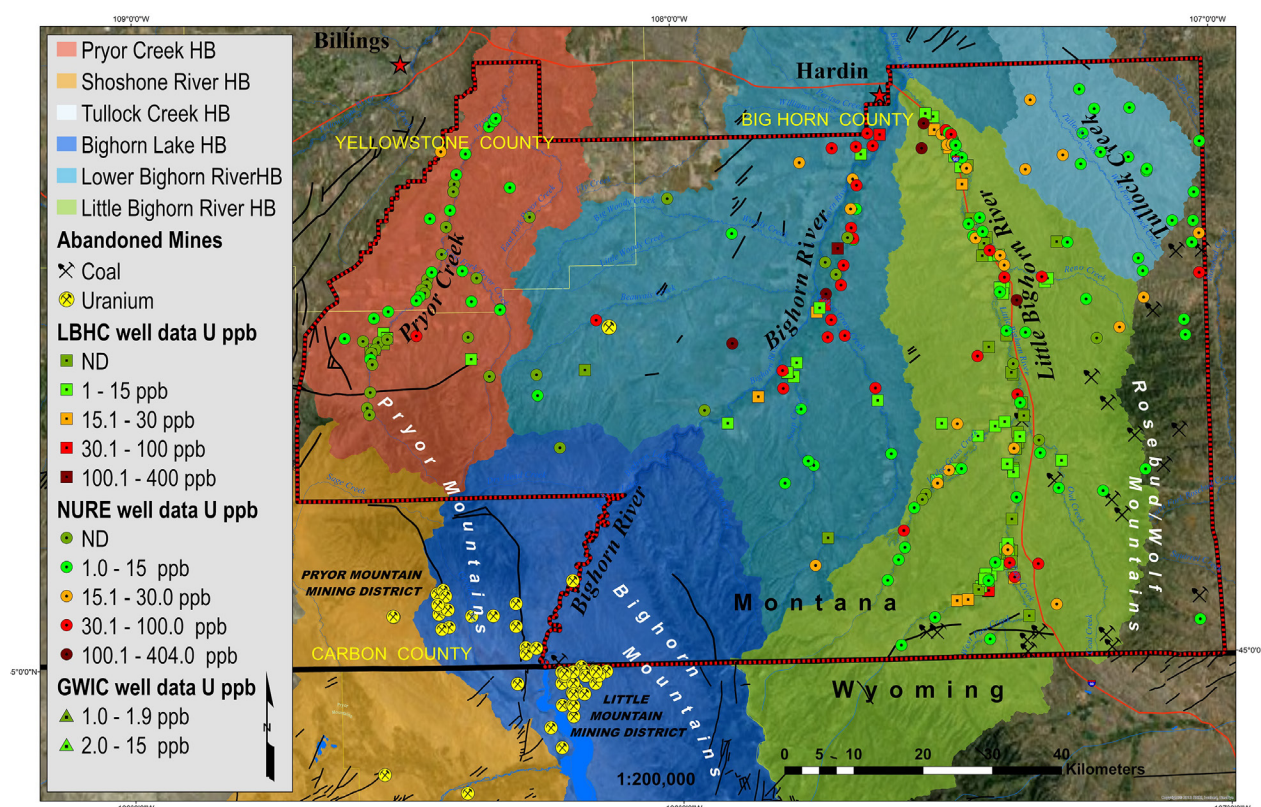 109°0'0"W
108°0'0"W
107°0'0"W
Pryor Creek HB
Shoshone River HB
Tullock Creek HB
Bighorn Lake HB
Lower Bighorn RiverHB
Little Bighorn River HB
Abandoned Mines
Coal
Uranium
LBHC well data U ppb
ND
1 - 15 ppb
15.1 - 30 ppb
30.1 - 100 ppb
100.1 - 400 ppb
NURE well data U ppb
ND
1.0 - 15 ppb
15.1 - 30.0 ppb
30.1 - 100.0 ppb
100.1 - 404.0 ppb
GWIC well data U ppb
1.0 - 1.9 ppb
2.0 - 15 ppb
N
Billings
Hardin
YELLOWSTONE COUNTY
BIG HORN COUNTY
Pryor Creek
Bighorn River
Little Bighorn River
Tullock Creek
Reno Creek
Sage Creek
Pryor Mountains
Rosebud/Wolf Mountains
Bighorn River
PRYOR MOUNTAIN
MINING DISTRICT
Bighorn Mountains
Montana
CARBON COUNTY
45°0'0"
Wyoming
LITTLE
MOUNTAIN
MINING DISTRICT
0 5 10 20 30 40
Kilometers
1:200,000